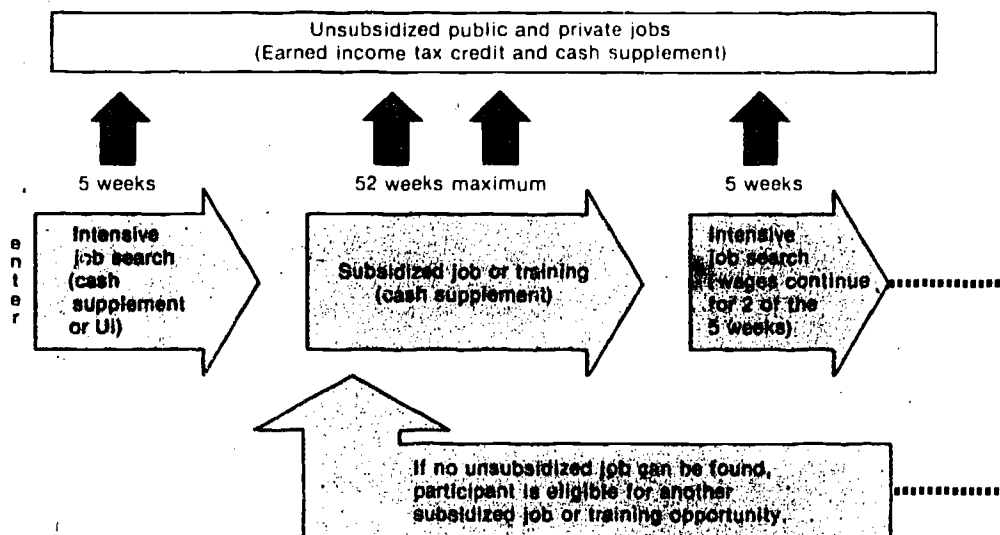 Unsubsidized public and private jobs
(Earned income tax credit and cash supplement)
5 weeks
52 weeks maximum
5 weeks
enter
Intensive
job search
(cash
supplement
or UI)
Subsidized job or training
(cash supplement)
Intensive
job search
(wages continue
for 2 of the
5 weeks)
If no unsubsidized job can be found,
participant is eligible for another
subsidized job or training opportunity.